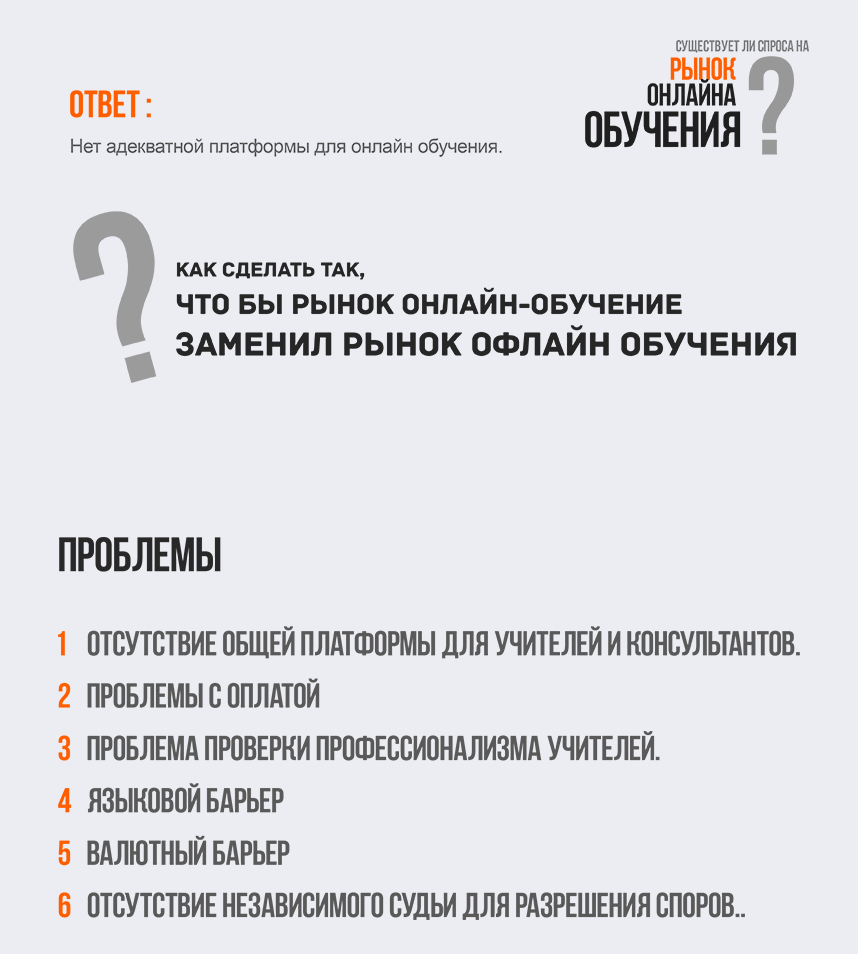 СУЩЕСТВУЕТ ЛИ СПРОСА НА
РЫНОК
ОНЛАЙНА
ОБУЧЕНИЯ ?
ОТВЕТ :
Нет адекватной платформы для онлайн обучения.
?
КАК СДЕЛАТЬ ТАК,
ЧТО БЫ РЫНОК ОНЛАЙН-ОБУЧЕНИЕ
ЗАМЕНИЛ РЫНОК ОФЛАЙН ОБУЧЕНИЯ
ПРОБЛЕМЫ
1 ОТСУТСТВИЕ ОБЩЕЙ ПЛАТФОРМЫ ДЛЯ УЧИТЕЛЕЙ И КОНСУЛЬТАНТОВ.
2 ПРОБЛЕМЫ С ОПЛАТОЙ
3 ПРОБЛЕМА ПРОВЕРКИ ПРОФЕССИОНАЛИЗМА УЧИТЕЛЕЙ.
4 ЯЗЫКОВОЙ БАРЬЕР
5 ВАЛЮТНЫЙ БАРЬЕР
6 ОТСУТСТВИЕ НЕЗАВИСИМОГО СУДЬИ ДЛЯ РАЗРЕШЕНИЯ СПОРОВ..